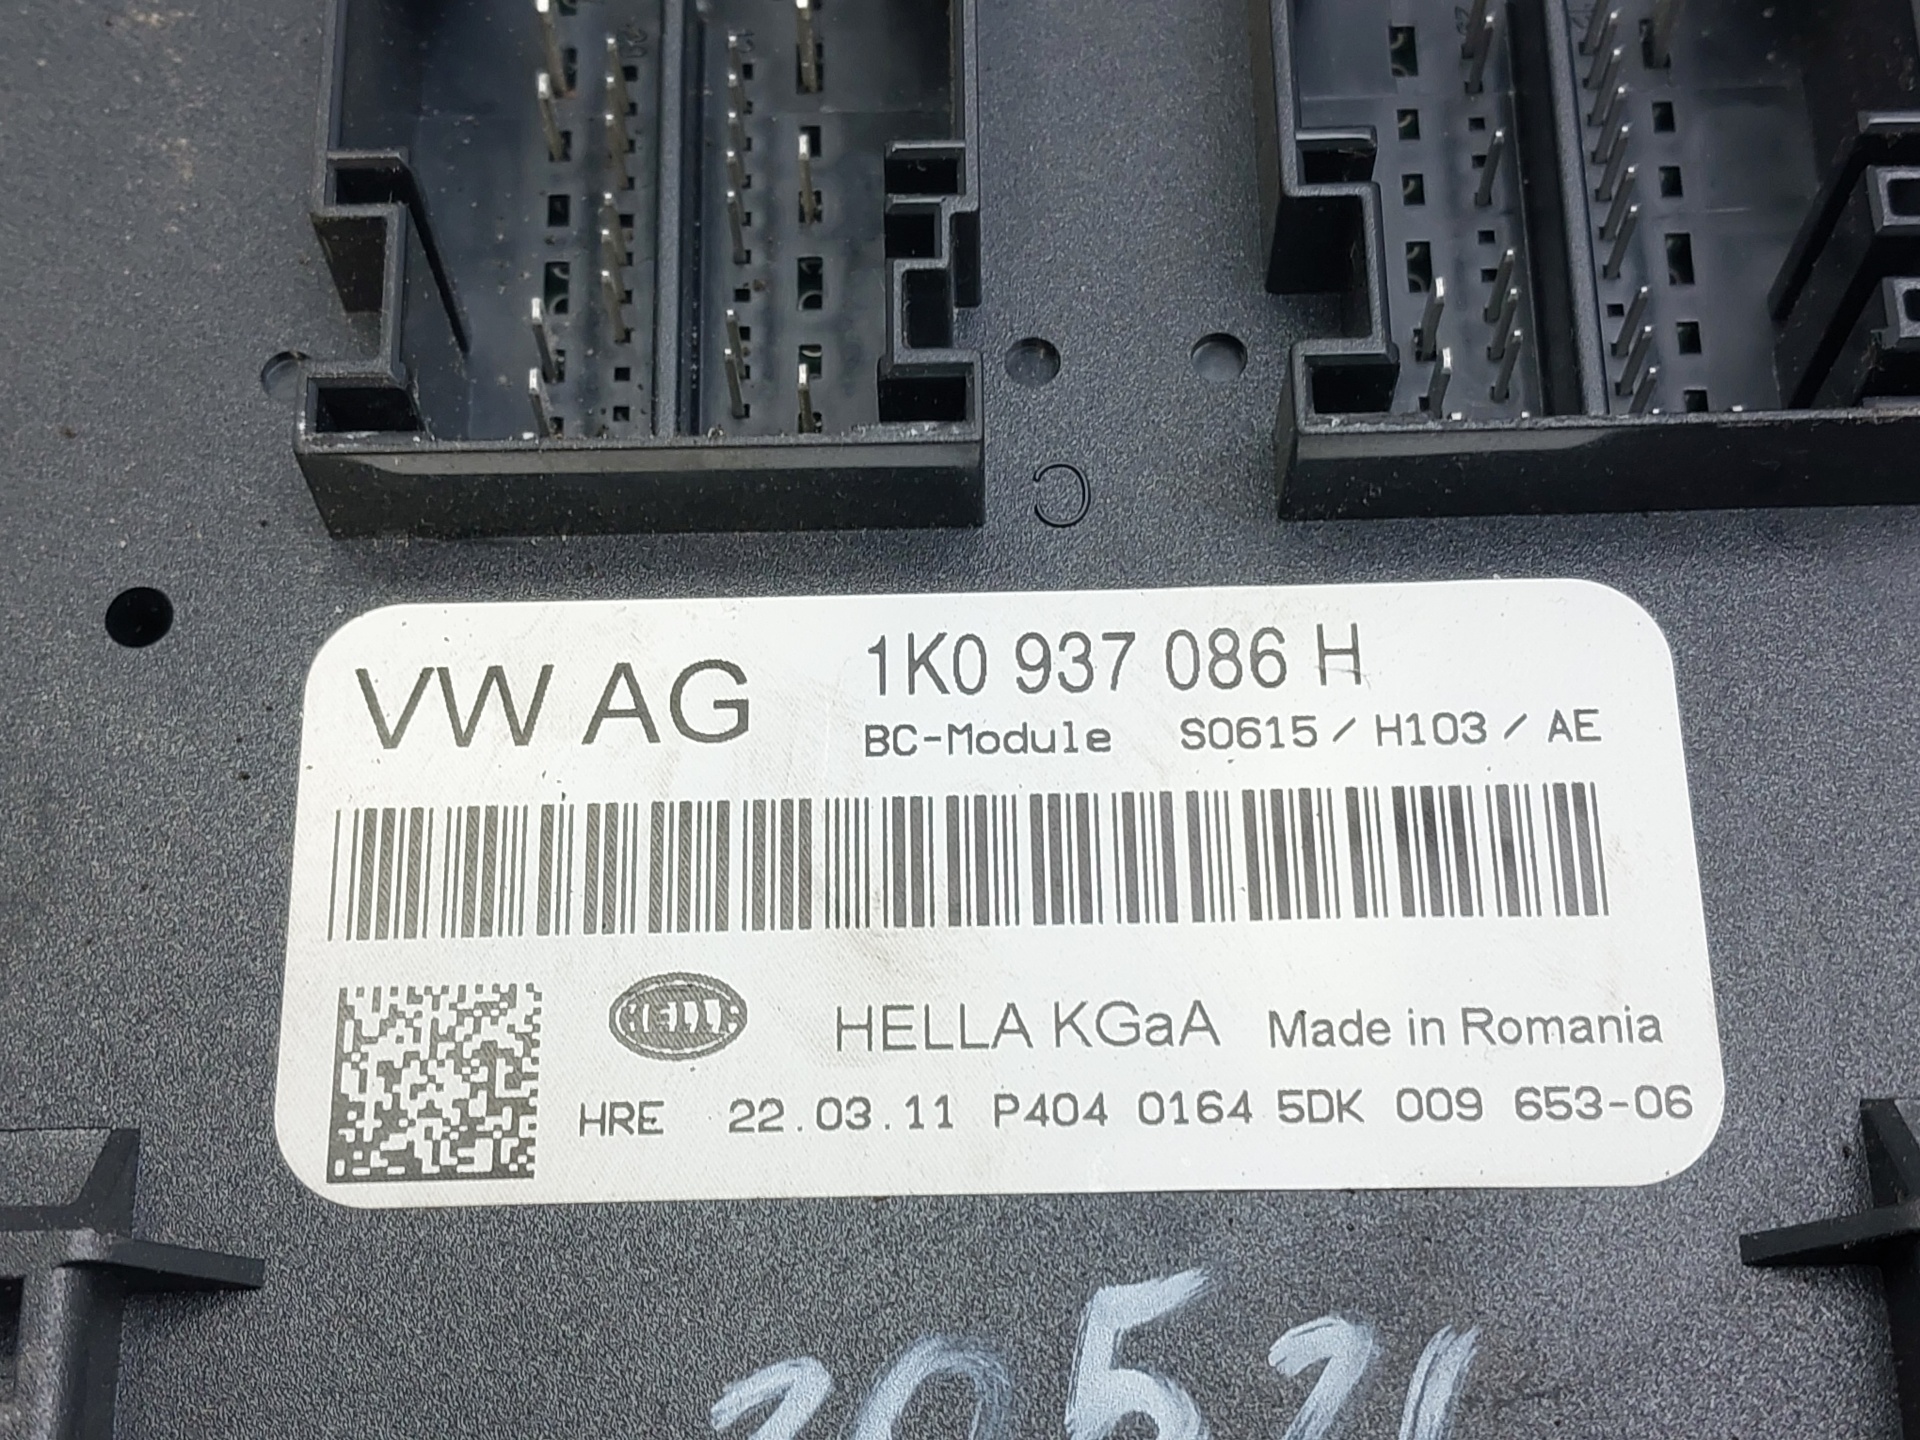 C
VW AG 1K0 937 086 H
BC-Module S0615 / H103 / AE
HELLA HELLA KGaA Made in Romania
HRE 22.03.11 P404 0164 5DK 009 653-06